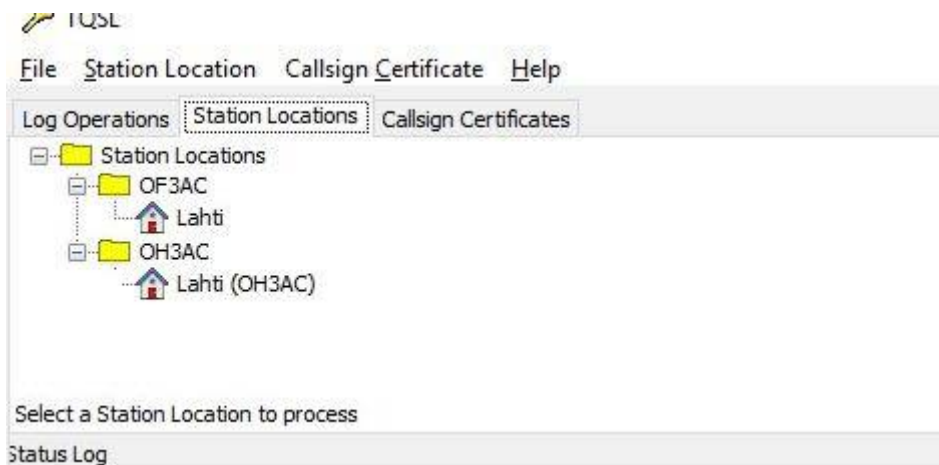 TQSL
File Station Location Callsign Certificate Help
Log Operations Station Locations Callsign Certificates
Station Locations
OF3AC
Lahti
OH3AC
Lahti (OH3AC)
Select a Station Location to process
Status Log